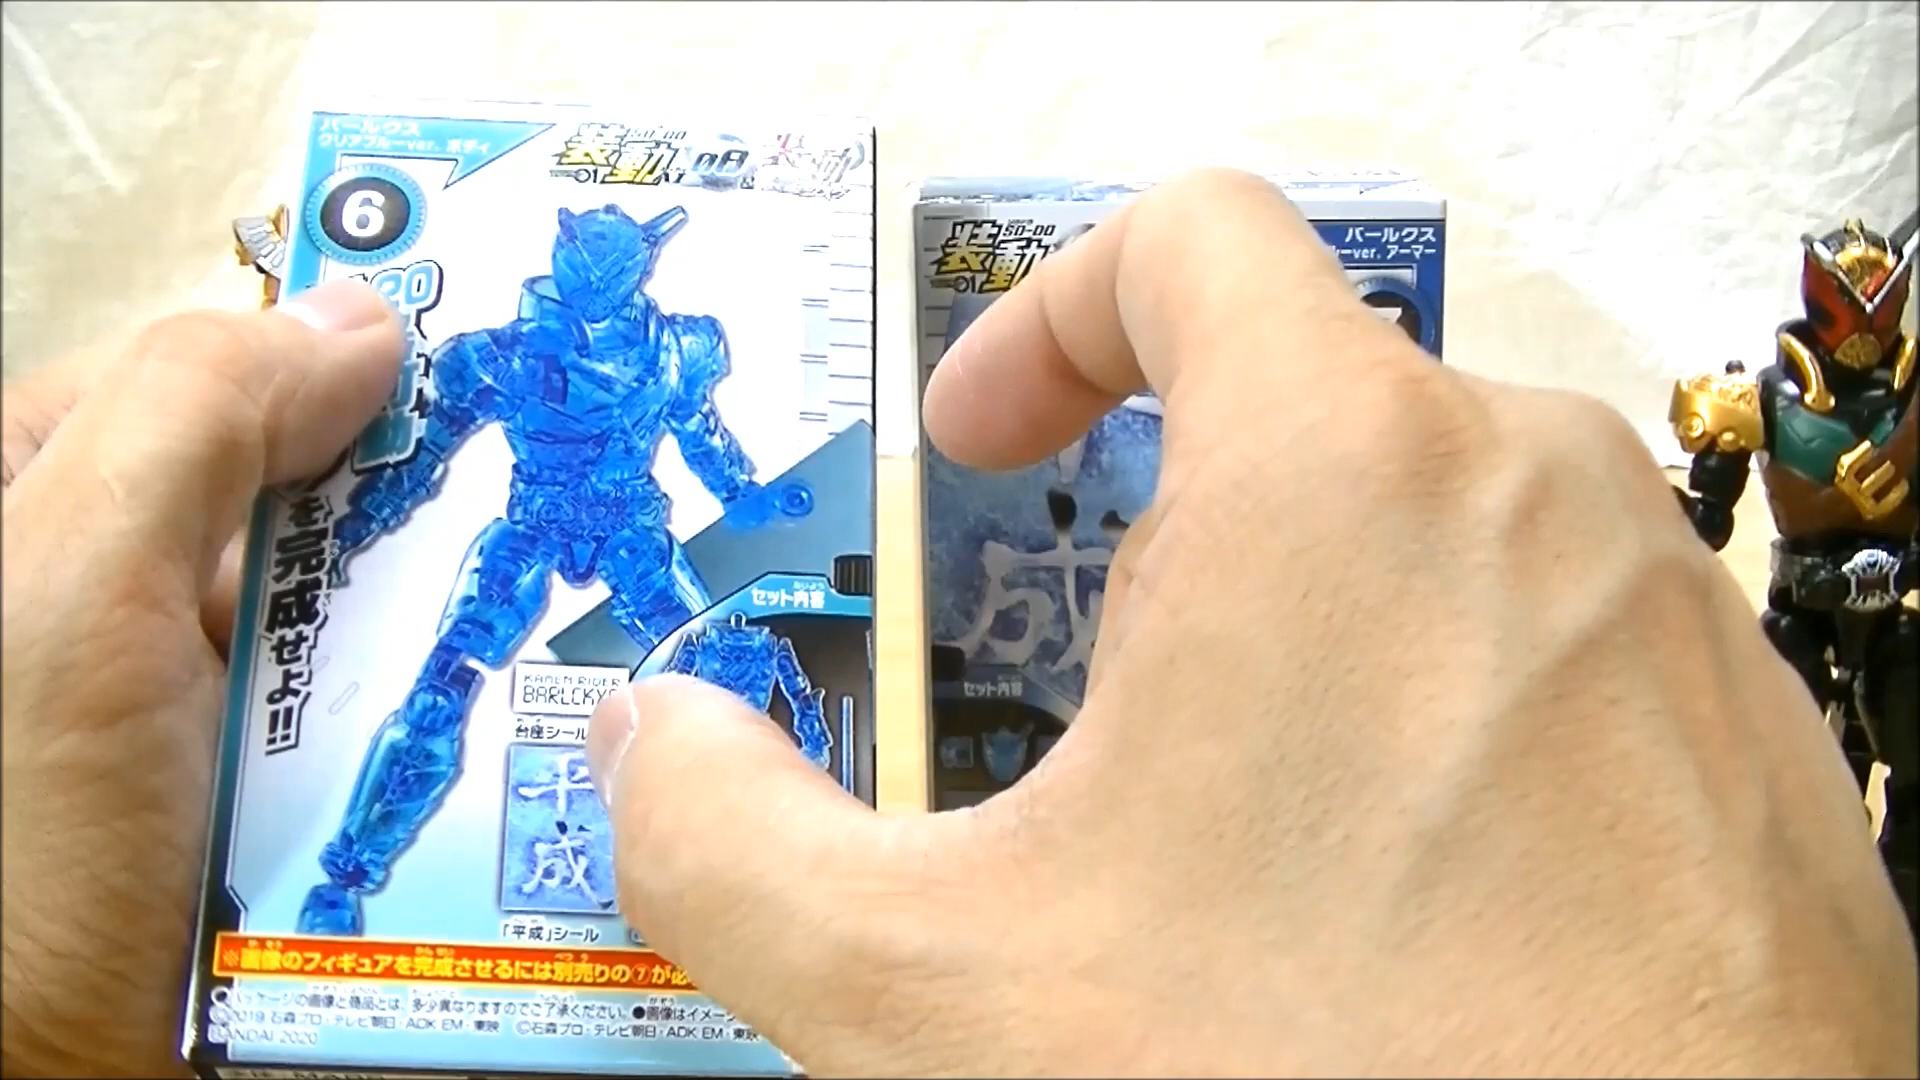 バールクス
クリアブルーver. ボディ
SO-DO
装動
01
6
を完成せよ!!
セット内容
KAMEN RIDER
台座シール
平成
「平成」シール
※画像のフィギュアを完成させるには別売りの⑦が必
パッケージの画像と商品とは、多少異なりますのでご了承ください。●画像はイメージ
©2019 石森プロ・テレビ朝日・ADK EM・東映 ©石森プロ・テレビ朝日・ADK EM・東映
BANDAI 2020
SO-DO
装動
01
バールクス
ver. アーマー
成
セット内容